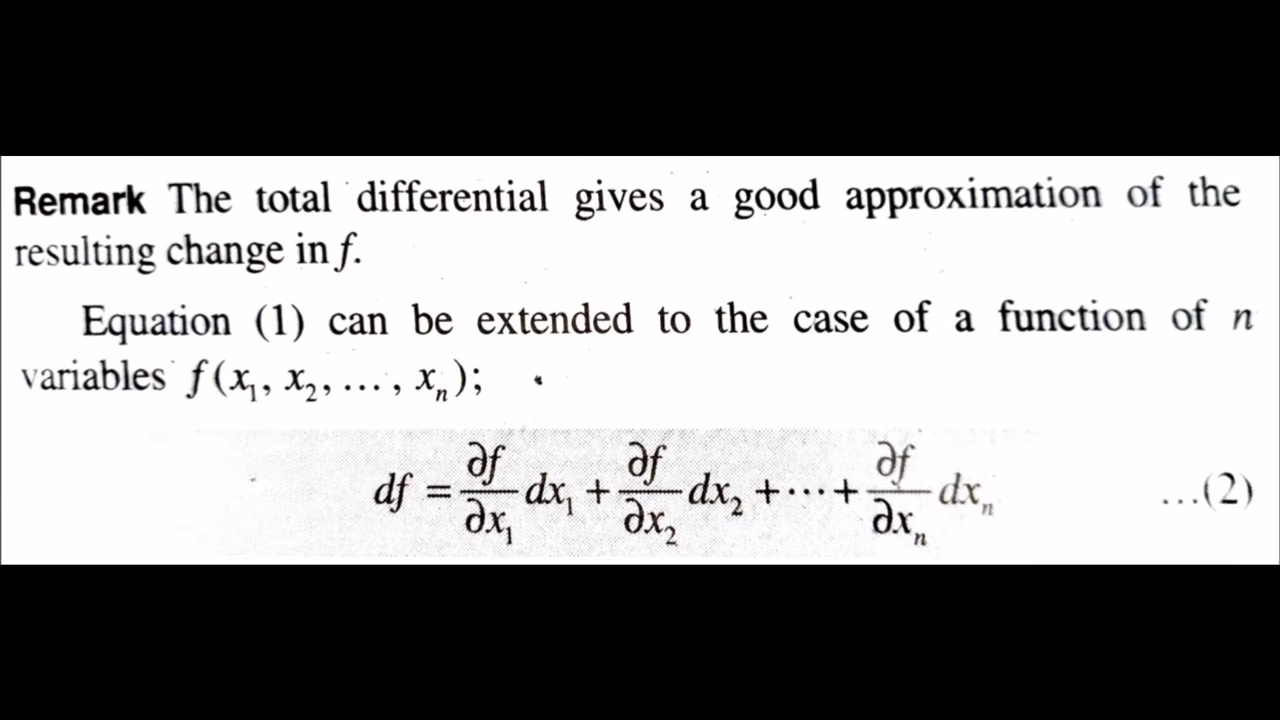 Remark The total differential gives a good approximation of the
resulting change in f.
Equation (1) can be extended to the case of a function of n
variables f(x₁, x₂, ..., xₙ);
df = ∂f/∂x₁ dx₁ + ∂f/∂x₂ dx₂ + ⋯ + ∂f/∂xₙ dxₙ ...(2)